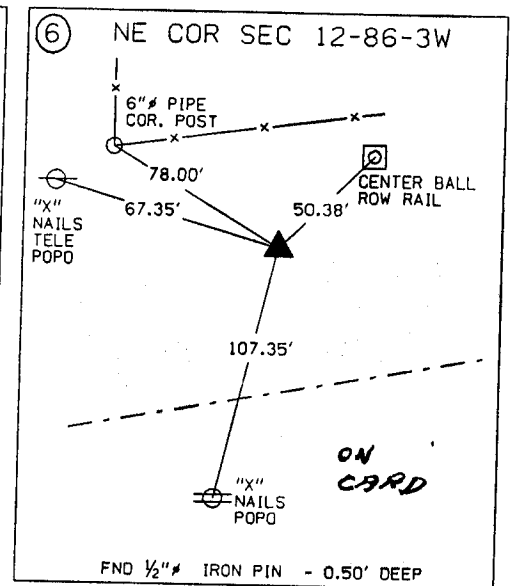 6 NE COR SEC 12-86-3W
6"ø PIPE
COR. POST
78.00'
67.35'
50.38'
CENTER BALL
ROW RAIL
"X"
NAILS
TELE
POPO
107.35'
ON
CARD
"X"
NAILS
POPO
FND ½"ø IRON PIN - 0.50' DEEP